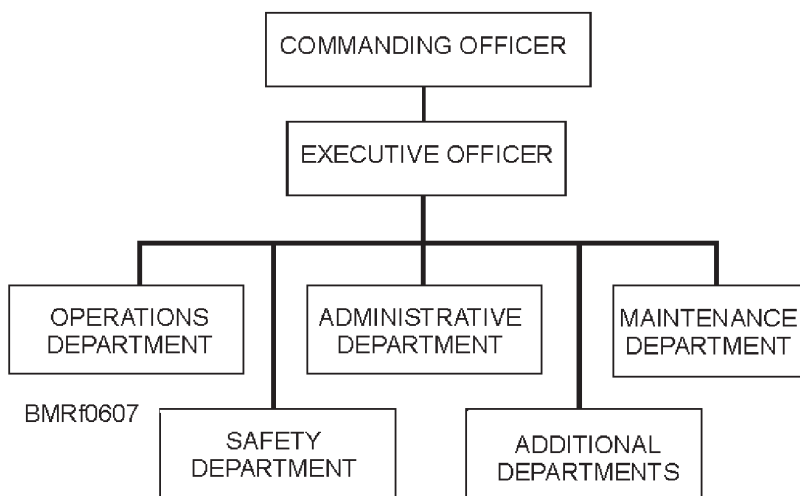 COMMANDING OFFICER
EXECUTIVE OFFICER
OPERATIONS
DEPARTMENT
ADMINISTRATIVE
DEPARTMENT
MAINTENANCE
DEPARTMENT
BMRf0607
SAFETY
DEPARTMENT
ADDITIONAL
DEPARTMENTS